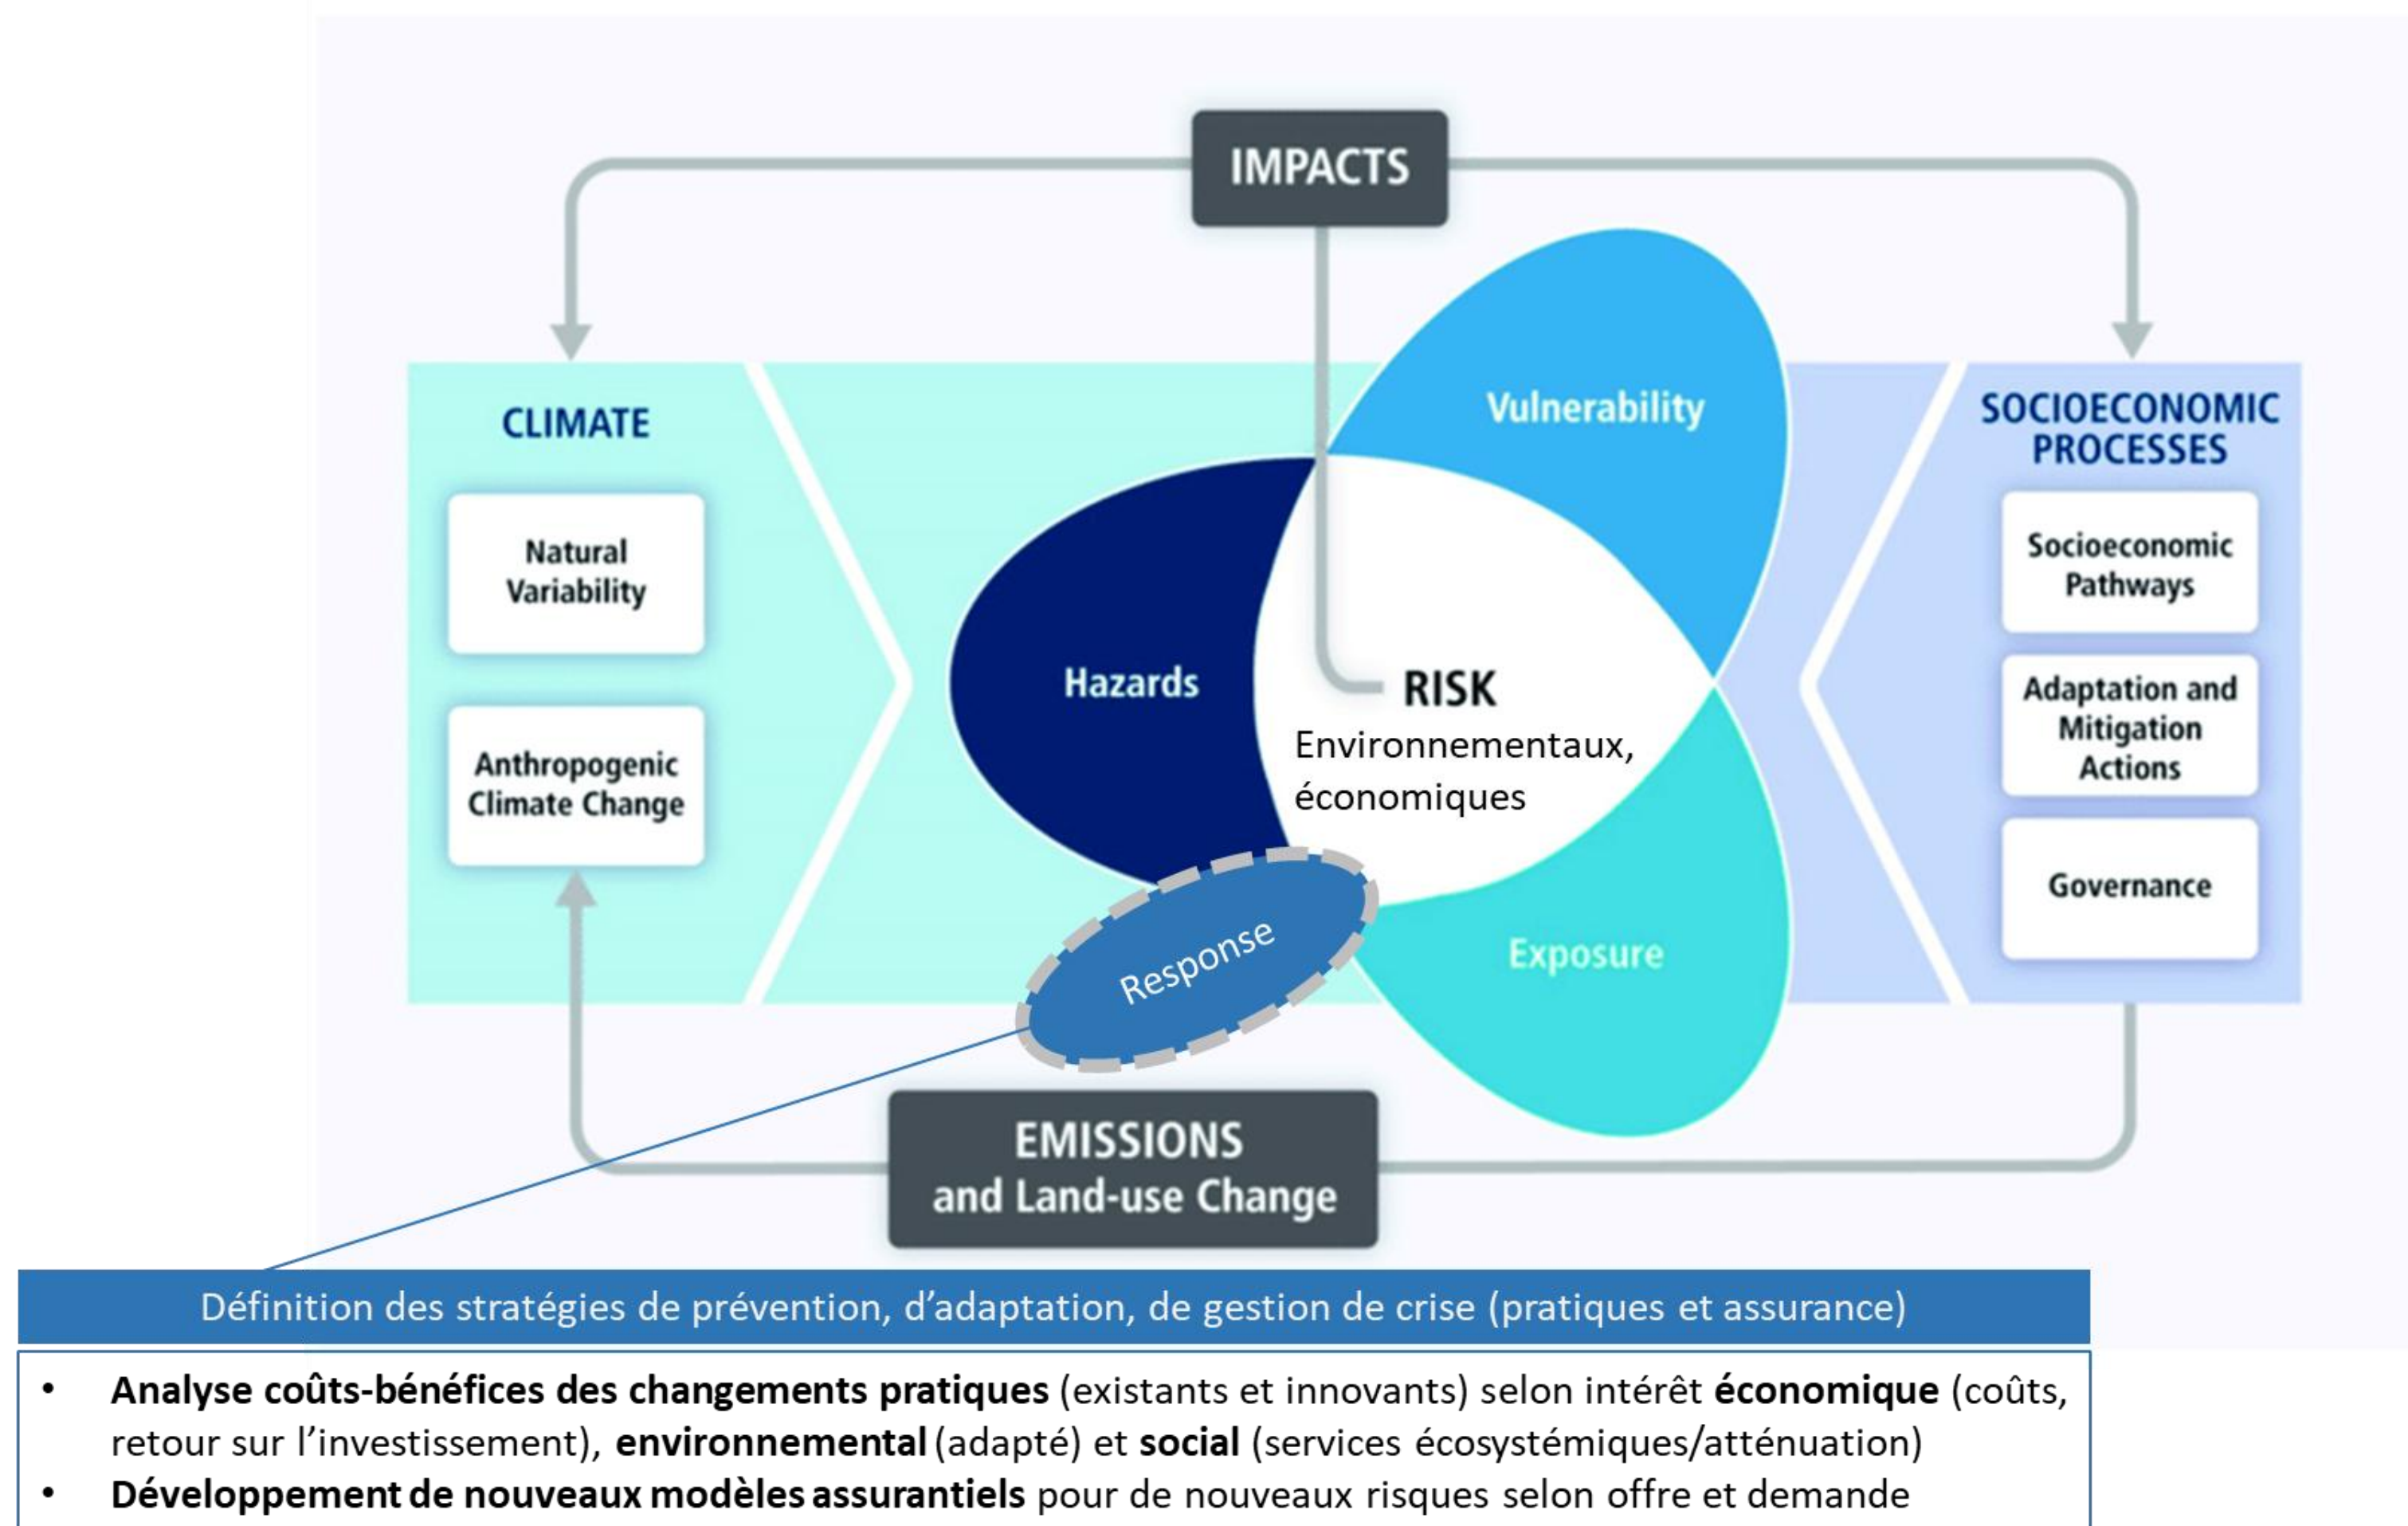 IMPACTS
CLIMATE
Natural
Variability
Anthropogenic
Climate Change
Vulnerability
Hazards
RISK
Environnementaux,
économiques
Response
Exposure
SOCIOECONOMIC
PROCESSES
Socioeconomic
Pathways
Adaptation and
Mitigation
Actions
Governance
EMISSIONS
and Land-use Change
Définition des stratégies de prévention, d’adaptation, de gestion de crise (pratiques et assurance)
• Analyse coûts-bénéfices des changements pratiques (existants et innovants) selon intérêt économique (coûts,
retour sur l’investissement), environnemental (adapté) et social (services écosystémiques/atténuation)
• Développement de nouveaux modèles assurantiels pour de nouveaux risques selon offre et demande